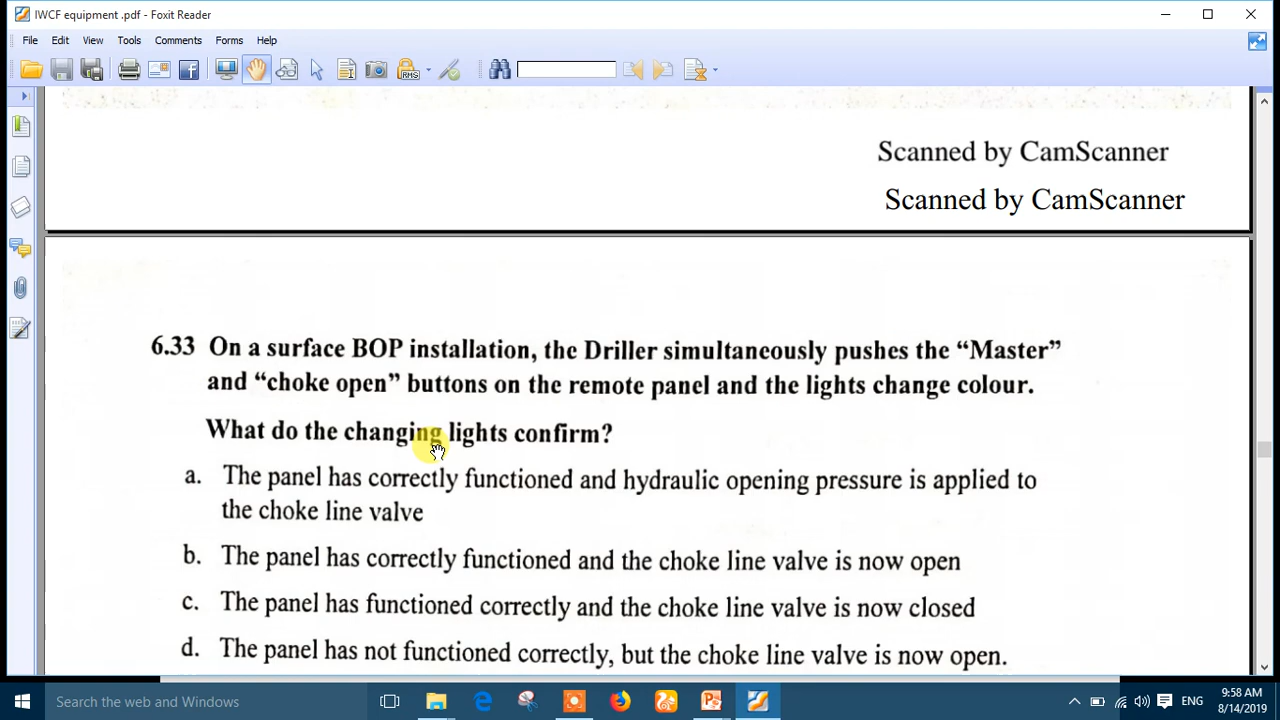 IWCF equipment .pdf - Foxit Reader
File Edit View Tools Comments Forms Help
RHS
Scanned by CamScanner
Scanned by CamScanner
6.33 On a surface BOP installation, the Driller simultaneously pushes the “Master”
and “choke open” buttons on the remote panel and the lights change colour.
What do the changing lights confirm?
a. The panel has correctly functioned and hydraulic opening pressure is applied to
the choke line valve
b. The panel has correctly functioned and the choke line valve is now open
c. The panel has functioned correctly and the choke line valve is now closed
d. The panel has not functioned correctly, but the choke line valve is now open.
Search the web and Windows
ENG
9:58 AM
8/14/2019